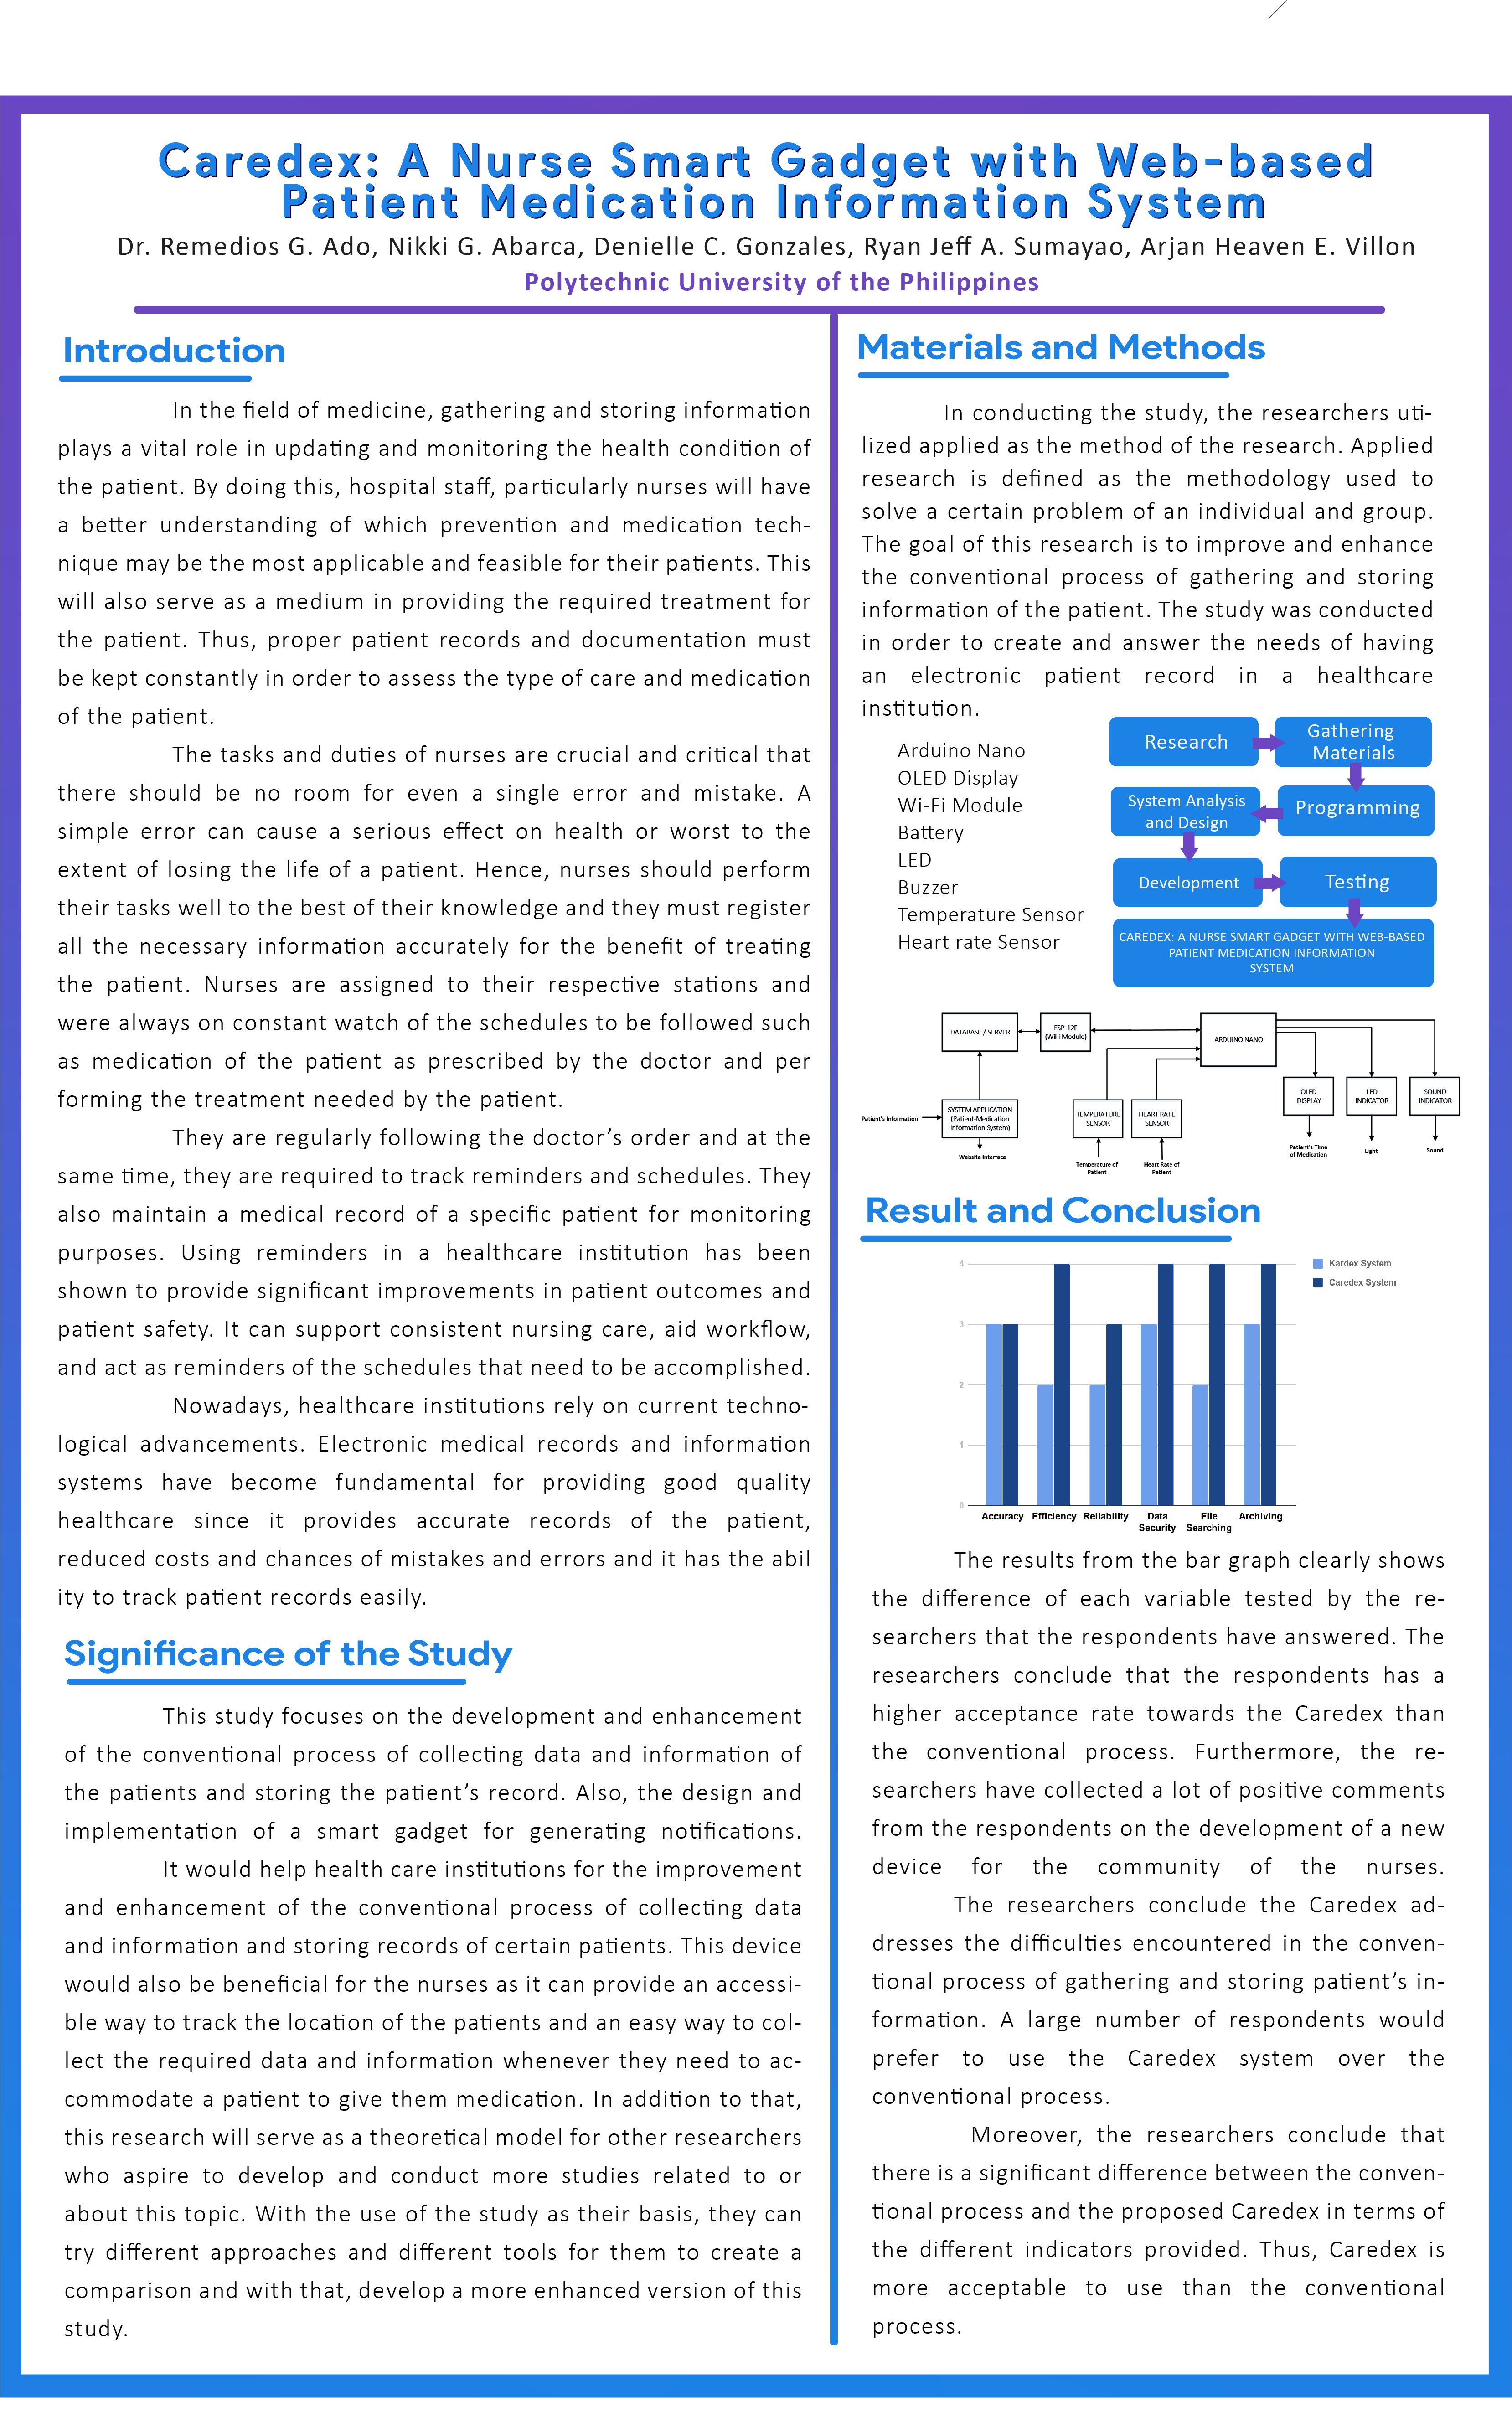 Caredex: A Nurse Smart Gadget with Web-based
Patient Medication Information System
Dr. Remedios G. Ado, Nikki G. Abarca, Denielle C. Gonzales, Ryan Jeff A. Sumayao, Arjan Heaven E. Villon
Polytechnic University of the Philippines
Introduction
In the field of medicine, gathering and storing information
plays a vital role in updating and monitoring the health condition of
the patient. By doing this, hospital staff, particularly nurses will have
a better understanding of which prevention and medication tech-
nique may be the most applicable and feasible for their patients. This
will also serve as a medium in providing the required treatment for
the patient. Thus, proper patient records and documentation must
be kept constantly in order to assess the type of care and medication
of the patient.
The tasks and duties of nurses are crucial and critical that
there should be no room for even a single error and mistake. A
simple error can cause a serious effect on health or worst to the
extent of losing the life of a patient. Hence, nurses should perform
their tasks well to the best of their knowledge and they must register
all the necessary information accurately for the benefit of treating
the patient. Nurses are assigned to their respective stations and
were always on constant watch of the schedules to be followed such
as medication of the patient as prescribed by the doctor and per
forming the treatment needed by the patient.
They are regularly following the doctor's order and at the
same time, they are required to track reminders and schedules. They
also maintain a medical record of a specific patient for monitoring
purposes. Using reminders in a healthcare institution has been
shown to provide significant improvements in patient outcomes and
patient safety. It can support consistent nursing care, aid workflow,
and act as reminders of the schedules that need to be accomplished.
Nowadays, healthcare institutions rely on current techno-
logical advancements. Electronic medical records and information
systems have become fundamental for providing good quality
healthcare since it provides accurate records of the patient,
reduced costs and chances of mistakes and errors and it has the abil
ity to track patient records easily.
Significance of the Study
This study focuses on the development and enhancement
of the conventional process of collecting data and information of
the patients and storing the patient's record. Also, the design and
implementation of a smart gadget for generating notifications.
It would help health care institutions for the improvement
and enhancement of the conventional process of collecting data
and information and storing records of certain patients. This device
would also be beneficial for the nurses as it can provide an accessi-
ble way to track the location of the patients and an easy way to col-
lect the required data and information whenever they need to ac-
commodate a patient to give them medication. In addition to that,
this research will serve as a theoretical model for other researchers
who aspire to develop and conduct more studies related to or
about this topic. With the use of the study as their basis, they can
try different approaches and different tools for them to create a
comparison and with that, develop a more enhanced version of this
study.
Materials and Methods
In conducting the study, the researchers uti-
lized applied as the method of the research. Applied
research is defined as the methodology used to
solve a certain problem of an individual and group.
The goal of this research is to improve and enhance
the conventional process of gathering and storing
information of the patient. The study was conducted
in order to create and answer the needs of having
an electronic patient record in a healthcare
institution.
Arduino Nano
OLED Display
Wi-Fi Module
Battery
LED
Buzzer
Temperature Sensor
Heart rate Sensor
Research
Gathering
Materials
System Analysis
and Design
Programming
Development
Testing
CAREDEX: A NURSE SMART GADGET WITH WEB-BASED
PATIENT MEDICATION INFORMATION
SYSTEM
DATABASE / SERVER
ESP-12F
(WiFi Module)
ARDUINO NANO
OLED
DISPLAY
LED
INDICATOR
SOUND
INDICATOR
Patient's Information
SYSTEM APPLICATION
(Patient-Medication
Information System)
TEMPERATURE
SENSOR
HEART RATE
SENSOR
Website Interface
Temperature of
Patient
Heart Rate of
Patient
Patient's Time
of Medication
Light
Sound
Result and Conclusion
4
3
2
1
0
Kardex System
Caredex System
Accuracy
Efficiency
Reliability
Data
Security
File
Searching
Archiving
The results from the bar graph clearly shows
the difference of each variable tested by the re-
searchers that the respondents have answered. The
researchers conclude that the respondents has a
higher acceptance rate towards the Caredex than
the conventional process. Furthermore, the re-
searchers have collected a lot of positive comments
from the respondents on the development of a new
device for the community of the nurses.
The researchers conclude the Caredex ad-
dresses the difficulties encountered in the conven-
tional process of gathering and storing patient's in-
formation. A large number of respondents would
prefer to use the Caredex system over the
conventional process.
Moreover, the researchers conclude that
there is a significant difference between the conven-
tional process and the proposed Caredex in terms of
the different indicators provided. Thus, Caredex is
more acceptable to use than the conventional
process.